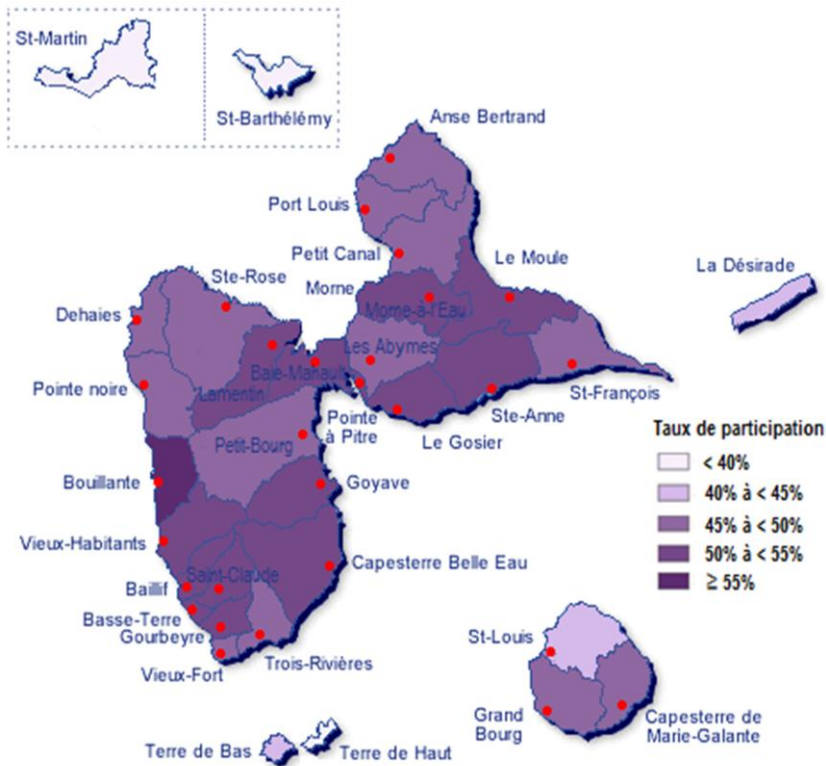 St-Martin
St-Barthélémy
Anse Bertrand
Port Louis
Petit Canal
Le Moule
Ste-Rose
Morne
La Désirade
Morne-à-l'Eau
Dehaies
Les Abymes
Baie-Mahault
Pointe noire
Lamentin
St-François
Pointe
à Pitre
Ste-Anne
Le Gosier
Petit-Bourg
Bouillante
Goyave
Vieux-Habitants
Capesterre Belle Eau
Saint-Claude
Baillif
Basse-Terre
Gourbeyre
Trois-Rivières
Vieux-Fort
St-Louis
Grand
Bourg
Capesterre de
Marie-Galante
Terre de Bas
Terre de Haut
Taux de participation
< 40%
40% à < 45%
45% à < 50%
50% à < 55%
≥ 55%